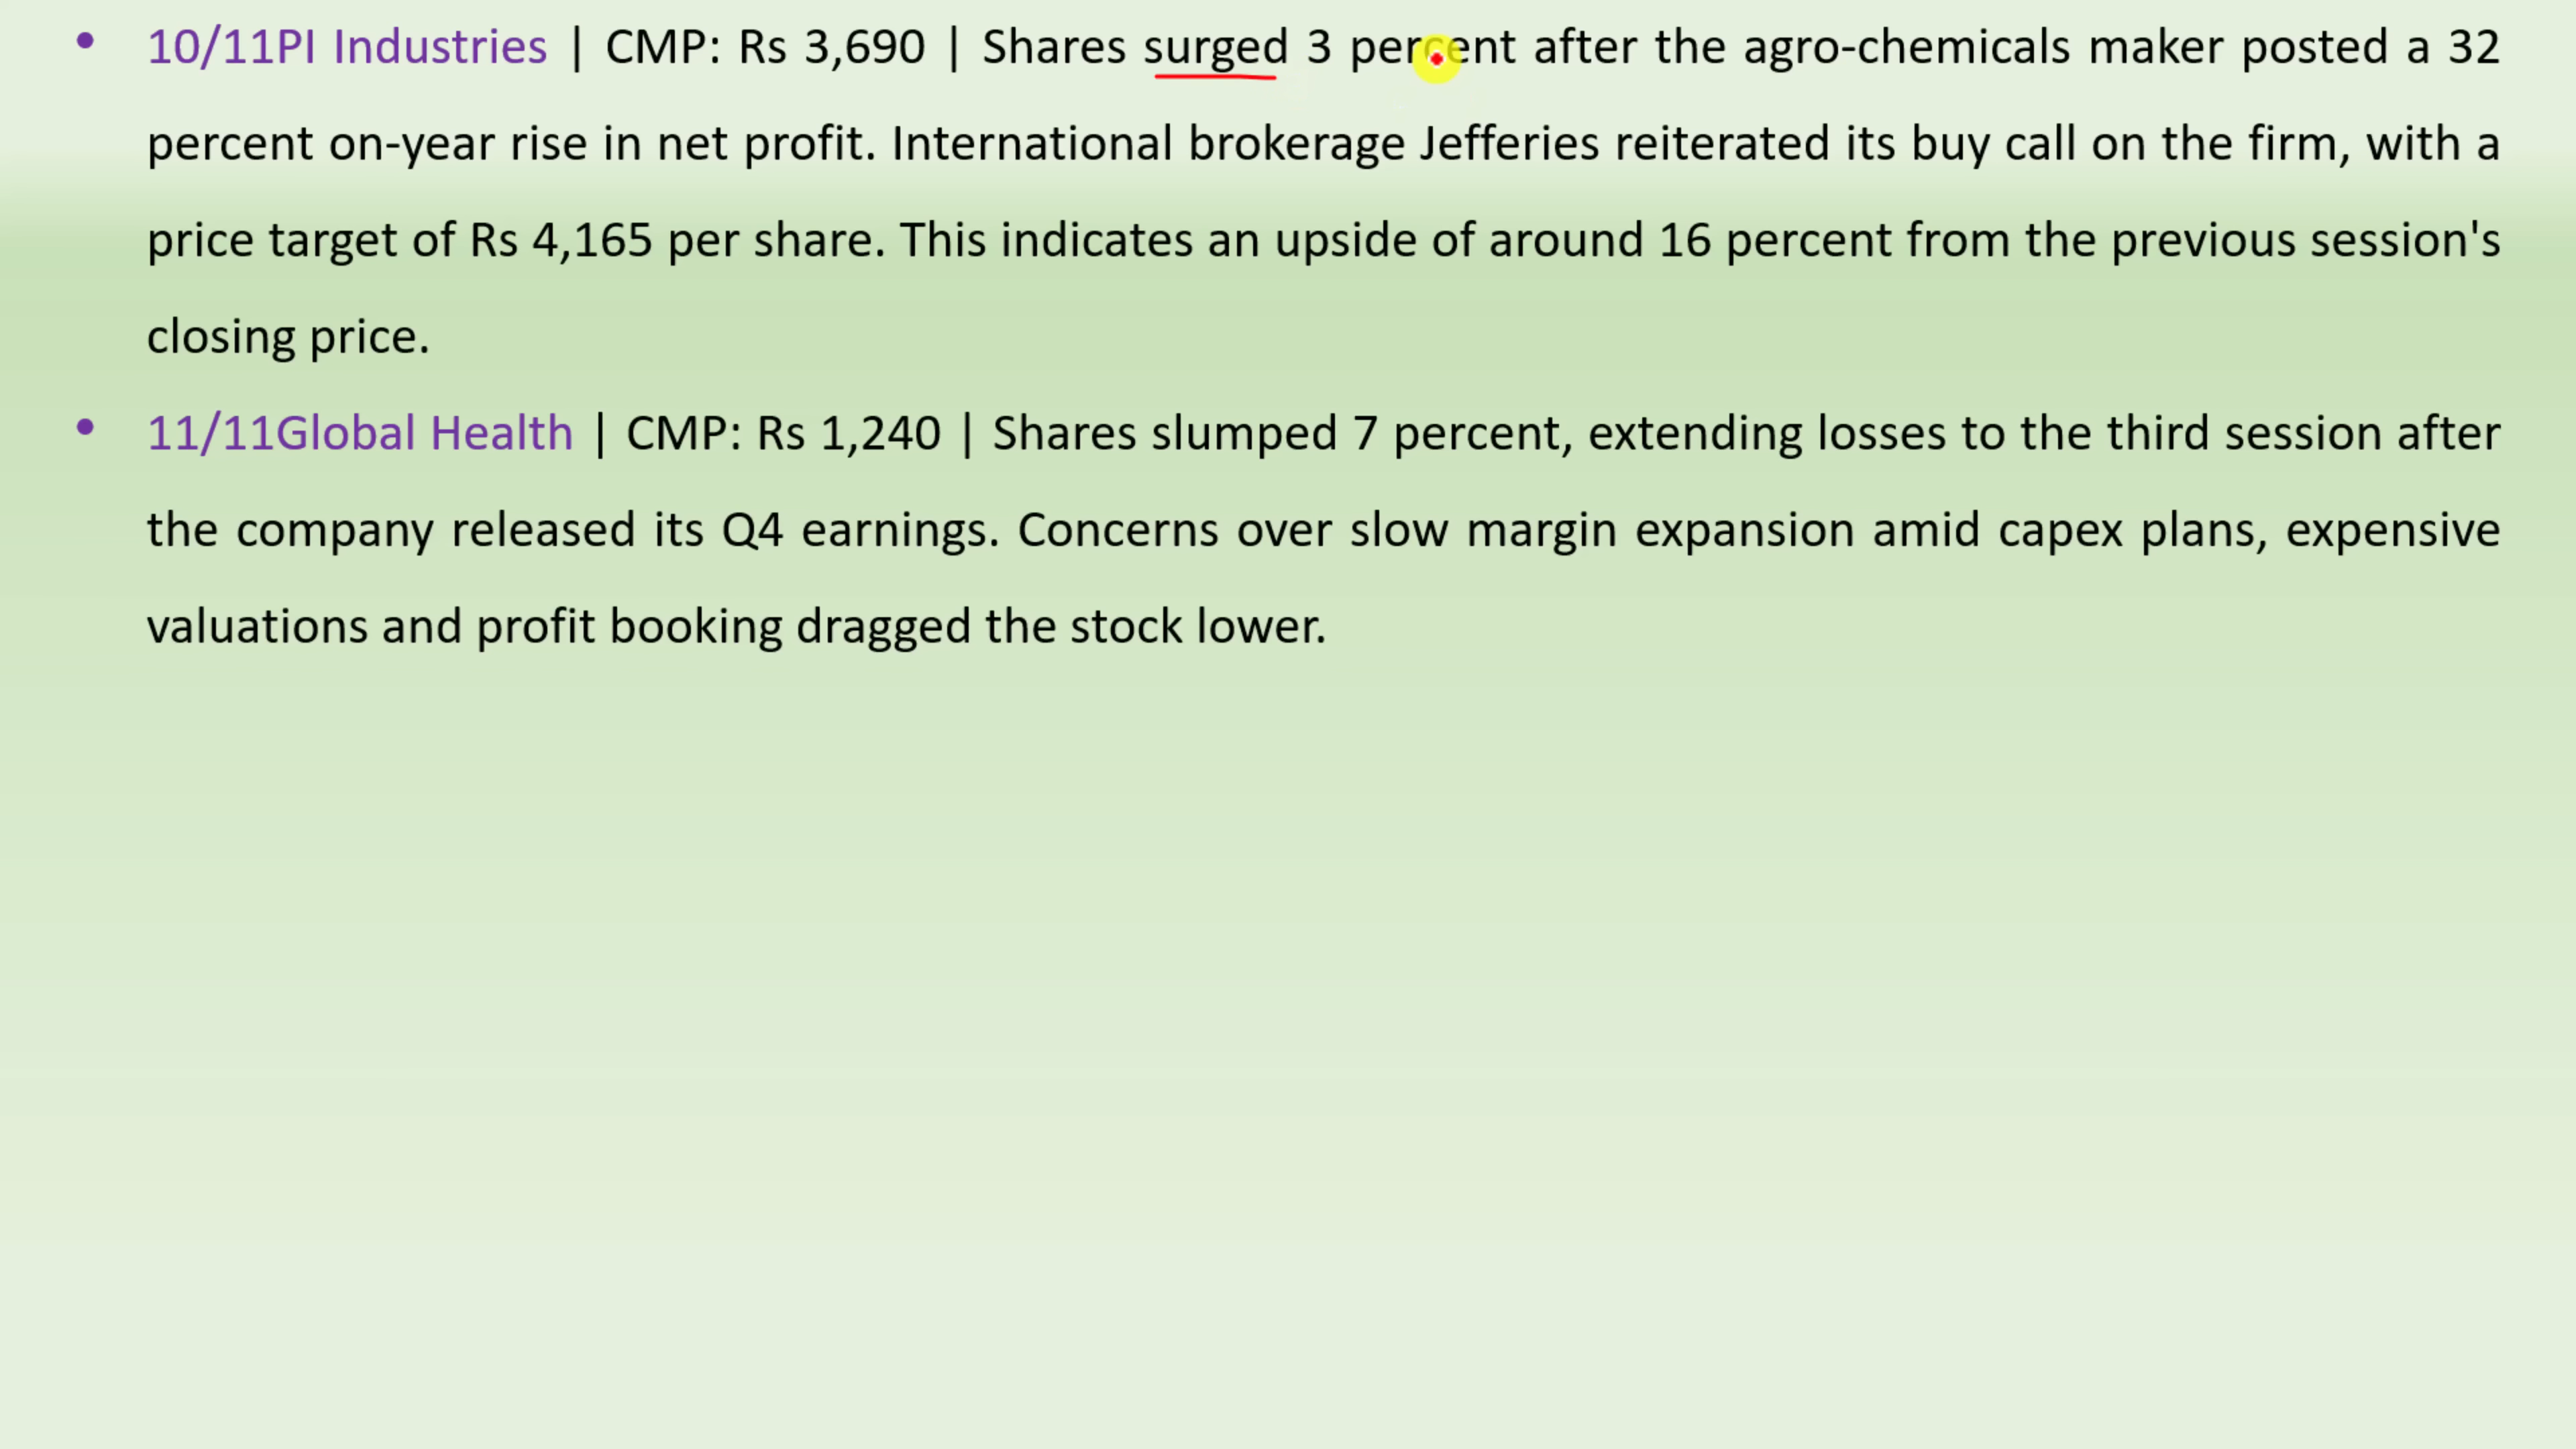 • 10/11PI Industries | CMP: Rs 3,690 | Shares surged 3 percent after the agro-chemicals maker posted a 32
percent on-year rise in net profit. International brokerage Jefferies reiterated its buy call on the firm, with a
price target of Rs 4,165 per share. This indicates an upside of around 16 percent from the previous session's
closing price.
• 11/11Global Health | CMP: Rs 1,240 | Shares slumped 7 percent, extending losses to the third session after
the company released its Q4 earnings. Concerns over slow margin expansion amid capex plans, expensive
valuations and profit booking dragged the stock lower.